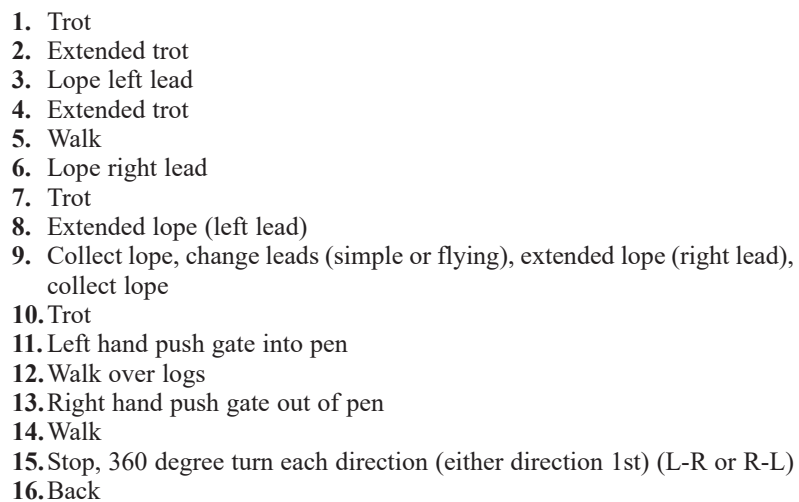 1. Trot
2. Extended trot
3. Lope left lead
4. Extended trot
5. Walk
6. Lope right lead
7. Trot
8. Extended lope (left lead)
9. Collect lope, change leads (simple or flying), extended lope (right lead),
collect lope
10. Trot
11. Left hand push gate into pen
12. Walk over logs
13. Right hand push gate out of pen
14. Walk
15. Stop, 360 degree turn each direction (either direction 1st) (L-R or R-L)
16. Back